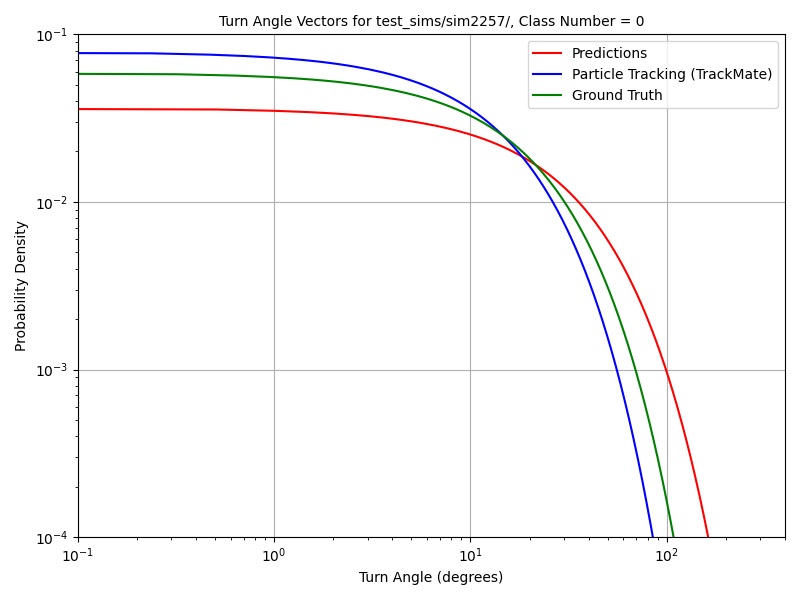 Turn Angle Vectors for test_sims/sim2257/, Class Number = 0
Predictions
Particle Tracking (TrackMate)
Ground Truth
Probability Density
10⁻¹
10⁻²
10⁻³
10⁻⁴
10⁻¹ 10⁰ 10¹ 10²
Turn Angle (degrees)